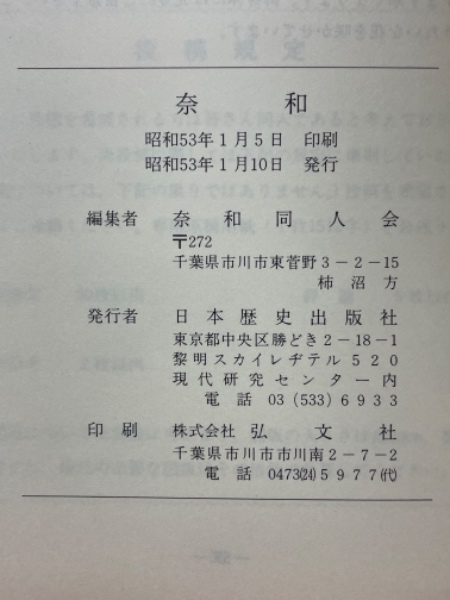 奈和
昭和53年1月5日 印刷
昭和53年1月10日 発行
編集者 奈和同人会
〒272
千葉県市川市東菅野3-2-15
柿沼方
発行者 日本歴史出版社
東京都中央区勝どき2-18-1
黎明スカイレヂテル520
現代研究センター内
電話 03(533)6933
印刷 株式会社 弘文社
千葉県市川市市川南2-7-2
電話 0473(24)5977(代)